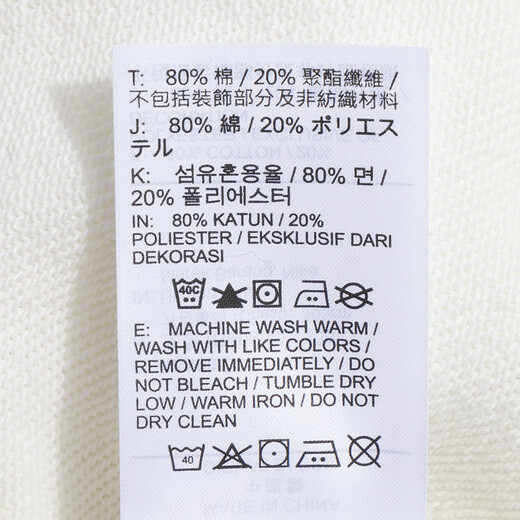 T: 80% 棉 / 20% 聚酯纖維 /
不包括裝飾部分及非紡織材料
J: 80% 綿 / 20% ポリエス
テル
K: 섬유혼용율 / 80% 면 /
20% 폴리에스터
IN: 80% KATUN / 20%
POLIESTER / EKSKLUSIF DARI
DEKORASI
40C
E: MACHINE WASH WARM /
WASH WITH LIKE COLORS /
REMOVE IMMEDIATELY / DO
NOT BLEACH / TUMBLE DRY
LOW / WARM IRON / DO NOT
DRY CLEAN
40
MADE IN CHINA